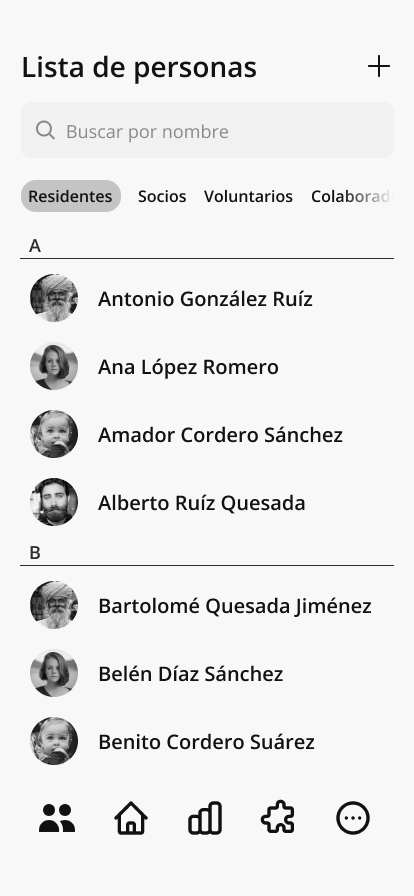 Lista de personas
Buscar por nombre
Residentes Socios Voluntarios Colaborad
A
Antonio González Ruíz
Ana López Romero
Amador Cordero Sánchez
Alberto Ruíz Quesada
B
Bartolomé Quesada Jiménez
Belén Díaz Sánchez
Benito Cordero Suárez